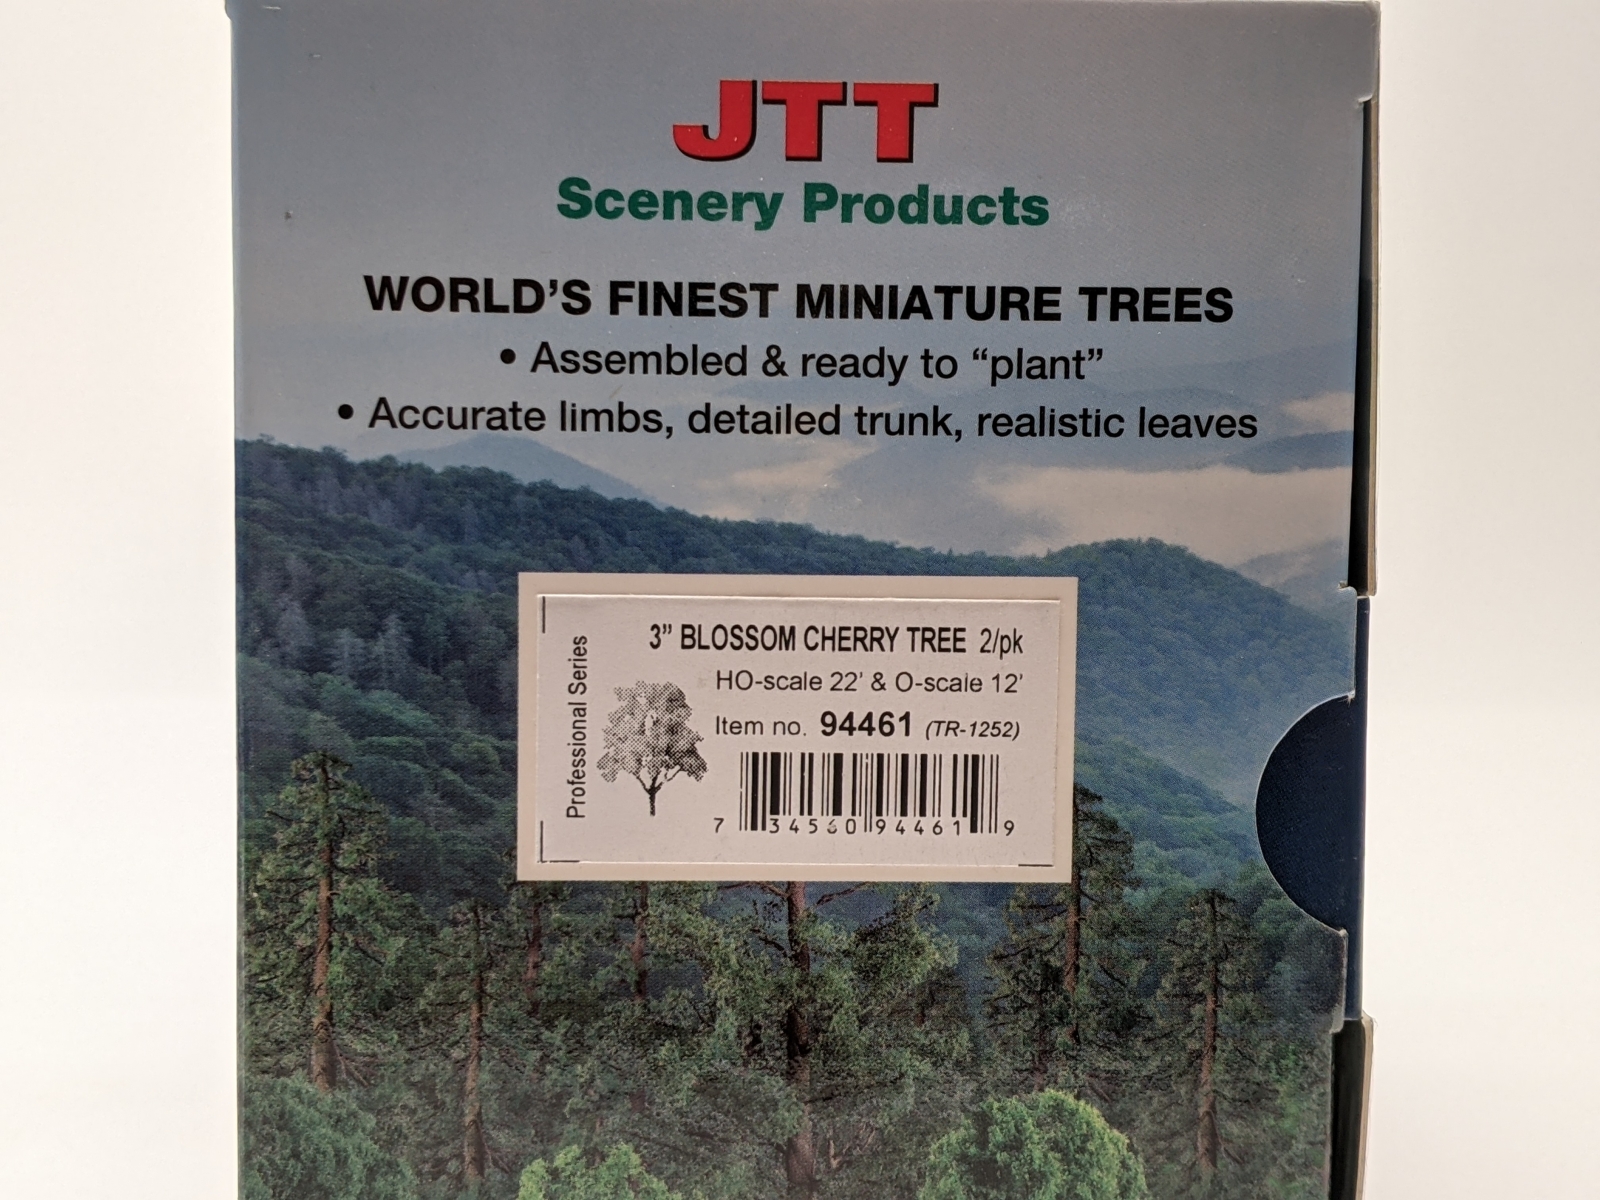 JTT
Scenery Products
WORLD'S FINEST MINIATURE TREES
• Assembled & ready to “plant”
• Accurate limbs, detailed trunk, realistic leaves
Professional Series
3” BLOSSOM CHERRY TREE 2/pk
HO-scale 22' & O-scale 12'
Item no. 94461 (TR-1252)
7 34560 94461 9